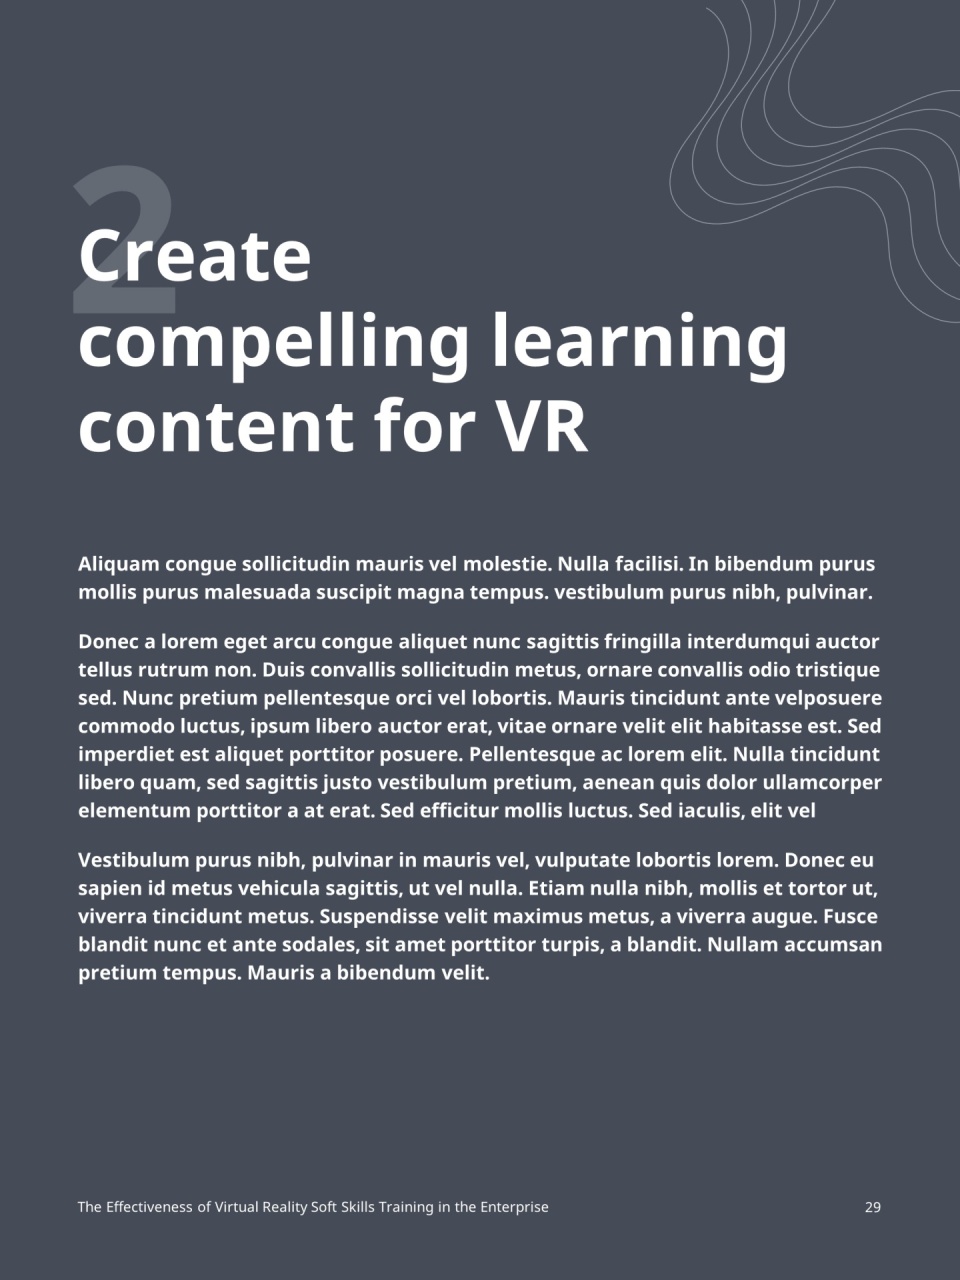 2
Create
compelling learning
content for VR
Aliquam congue sollicitudin mauris vel molestie. Nulla facilisi. In bibendum purus
mollis purus malesuada suscipit magna tempus. vestibulum purus nibh, pulvinar.
Donec a lorem eget arcu congue aliquet nunc sagittis fringilla interdumqui auctor
tellus rutrum non. Duis convallis sollicitudin metus, ornare convallis odio tristique
sed. Nunc pretium pellentesque orci vel lobortis. Mauris tincidunt ante velposuere
commodo luctus, ipsum libero auctor erat, vitae ornare velit elit habitasse est. Sed
imperdiet est aliquet porttitor posuere. Pellentesque ac lorem elit. Nulla tincidunt
libero quam, sed sagittis justo vestibulum pretium, aenean quis dolor ullamcorper
elementum porttitor a at erat. Sed efficitur mollis luctus. Sed iaculis, elit vel
Vestibulum purus nibh, pulvinar in mauris vel, vulputate lobortis lorem. Donec eu
sapien id metus vehicula sagittis, ut vel nulla. Etiam nulla nibh, mollis et tortor ut,
viverra tincidunt metus. Suspendisse velit maximus metus, a viverra augue. Fusce
blandit nunc et ante sodales, sit amet porttitor turpis, a blandit. Nullam accumsan
pretium tempus. Mauris a bibendum velit.
The Effectiveness of Virtual Reality Soft Skills Training in the Enterprise 29